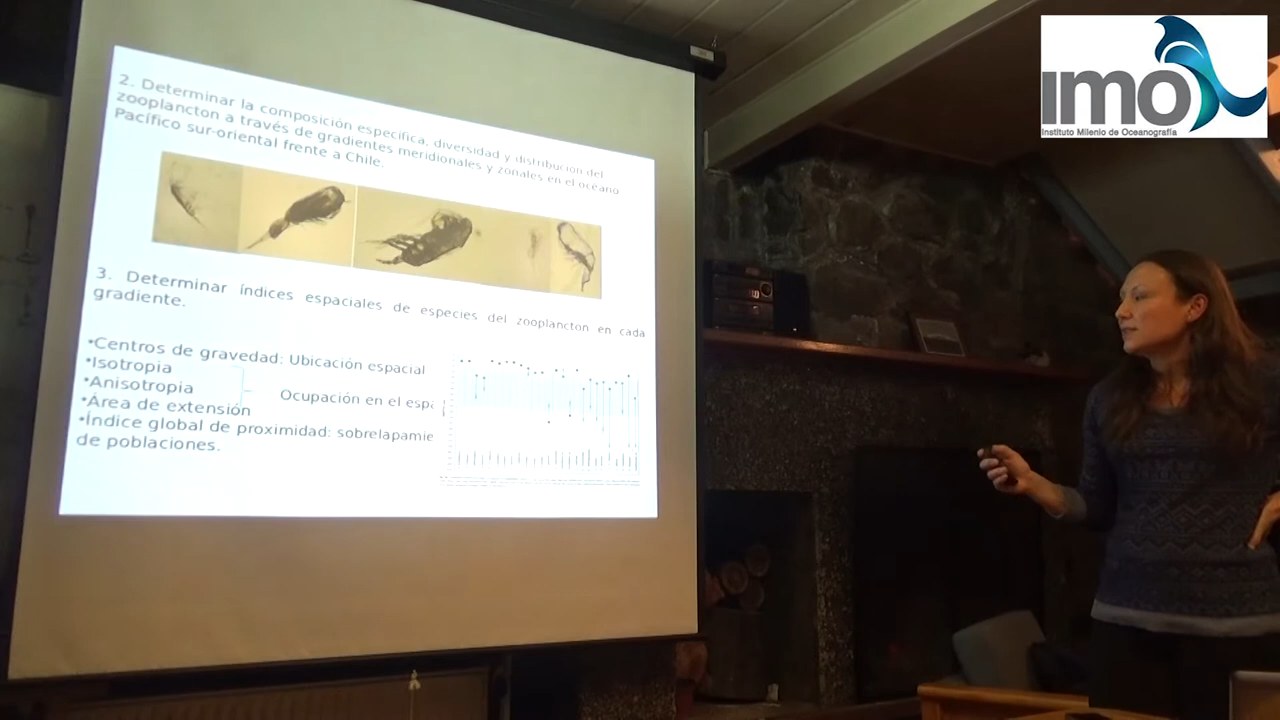 imo
Instituto Milenio de Oceanografía
2. Determinar la composición específica, diversidad y distribución del
zooplancton a través de gradientes meridionales y zonales en el océano
Pacífico sur-oriental frente a Chile.
3. Determinar índices espaciales de especies del zooplancton en cada
gradiente.
•Centros de gravedad: Ubicación espacial
•Isotropia
•Anisotropia
Ocupación en el espa
•Área de extensión
•Índice global de proximidad: sobrelapamie
de poblaciones.